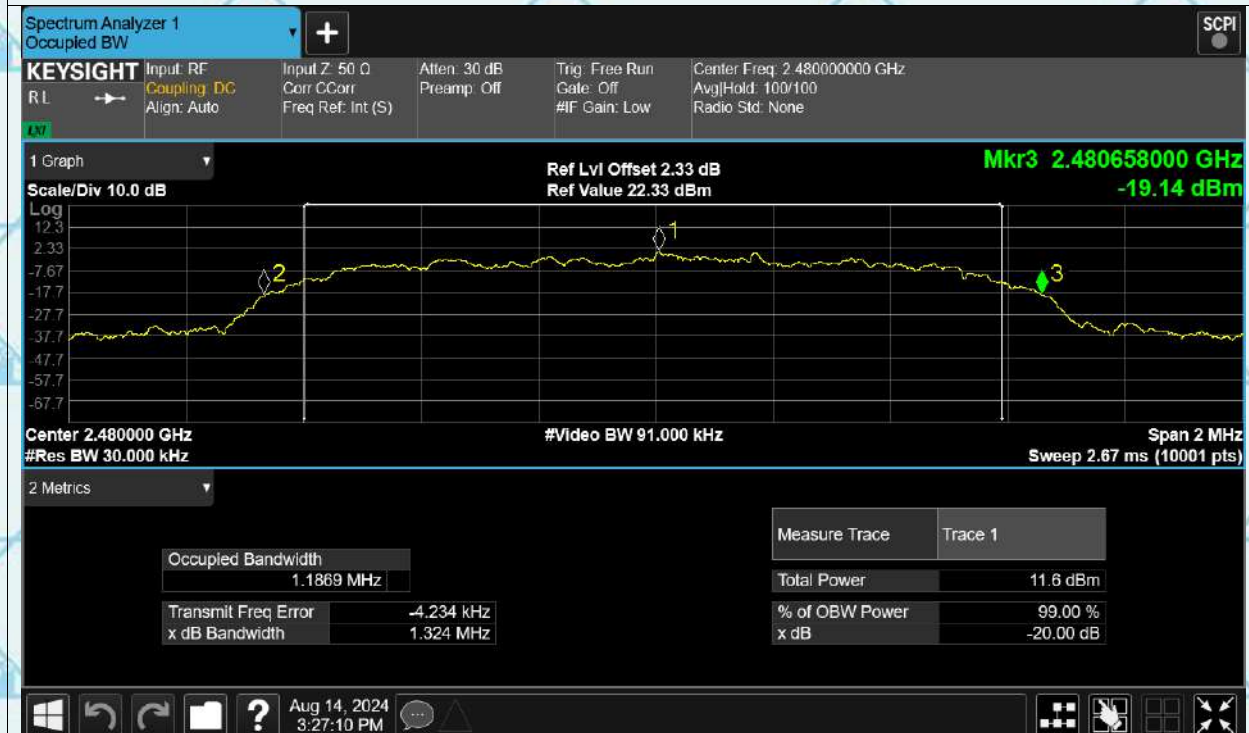 Spectrum Analyzer 1
Occupied BW
+
SCPI
KEYSIGHT
RL
LXI
Input: RF
Coupling: DC
Align: Auto
Input Z: 50 Ω
Corr CCorr
Freq Ref: Int (S)
Atten: 30 dB
Preamp: Off
Trig: Free Run
Gate: Off
#IF Gain: Low
Center Freq: 2.480000000 GHz
Avg|Hold: 100/100
Radio Std: None
1 Graph
Scale/Div 10.0 dB
Ref Lvl Offset 2.33 dB
Ref Value 22.33 dBm
Mkr3 2.480658000 GHz
-19.14 dBm
Log
12.3
2.33
-7.67
-17.7
-27.7
-37.7
-47.7
-57.7
-67.7
1
2
3
Center 2.480000 GHz
#Video BW 91.000 kHz
Span 2 MHz
#Res BW 30.000 kHz
Sweep 2.67 ms (10001 pts)
2 Metrics
Measure Trace Trace 1
Occupied Bandwidth
1.1869 MHz
Total Power 11.6 dBm
Transmit Freq Error -4.234 kHz
% of OBW Power 99.00 %
x dB Bandwidth 1.324 MHz
x dB -20.00 dB
?
Aug 14, 2024
3:27:10 PM